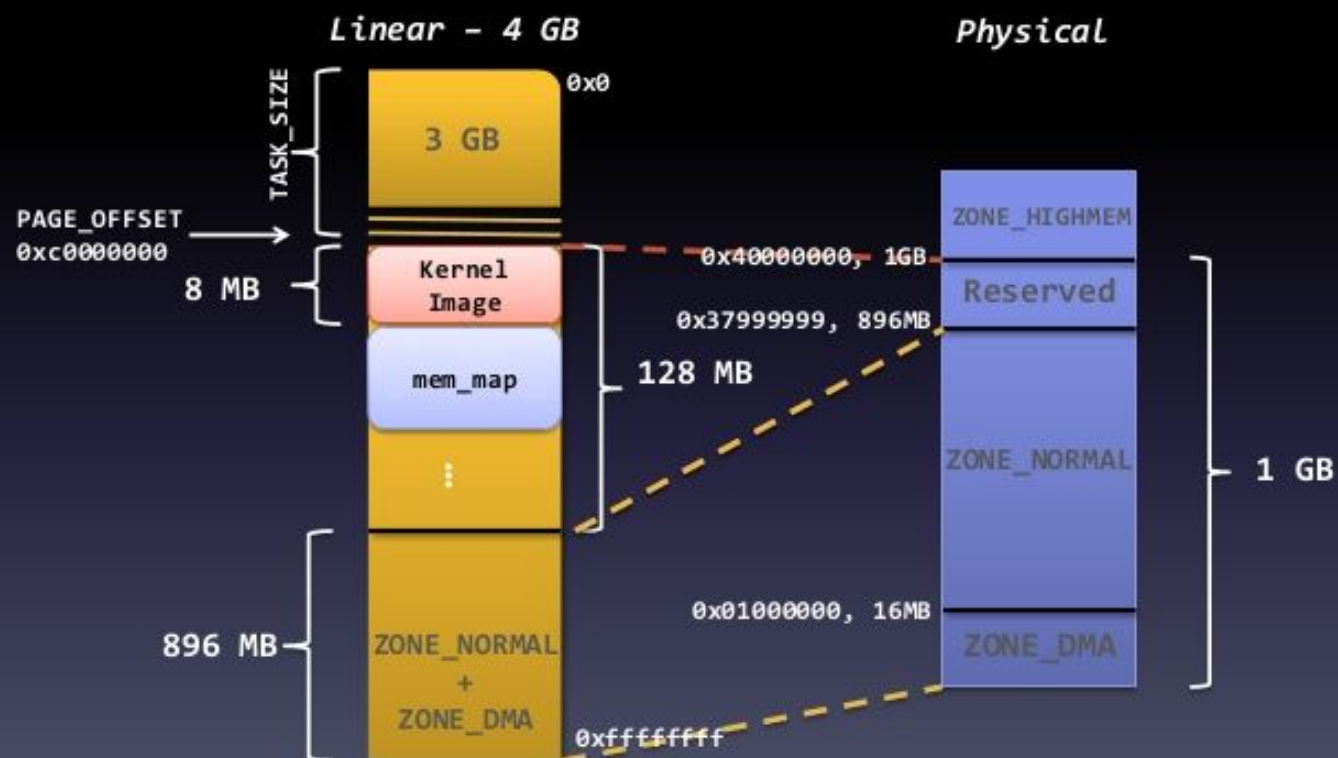 Linear – 4 GB
Physical
TASK_SIZE
0x0
3 GB
PAGE_OFFSET
0xc0000000
ZONE_HIGHMEM
0x40000000, 1GB
Kernel
Image
8 MB
Reserved
0x37999999, 896MB
mem_map
128 MB
⋮
ZONE_NORMAL
1 GB
0x01000000, 16MB
896 MB
ZONE_NORMAL
+
ZONE_DMA
ZONE_DMA
0xffffffff